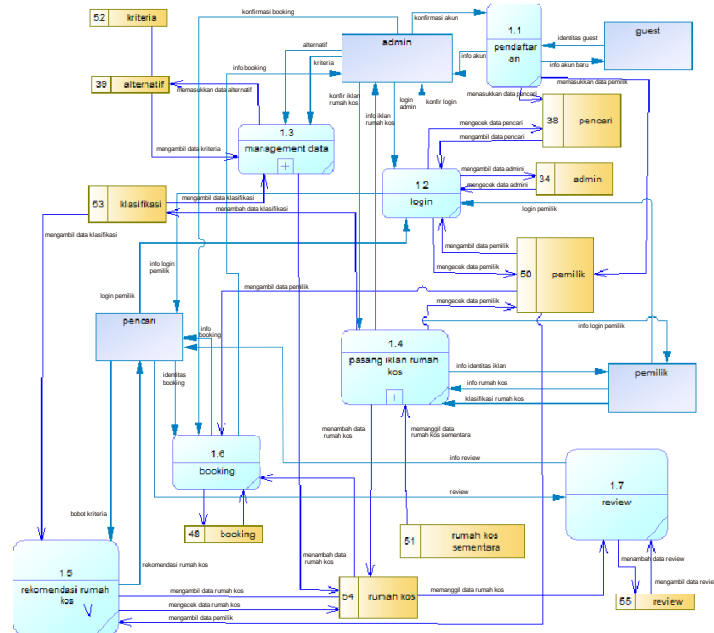 52 kriteria
konfirmasi booking
konfirmasi akun
1.1
pendaftar
an
identitas guest
guest
info akun baru
admin
info akun
alternatif
kriteria
info booking
39 alternatif
memasukkan data alternatif
konfir iklan
rumah kos
info iklan
rumah kos
login
admin
konfir login
memasukkan data pencari
memasukkan data pemilik
38 pencari
mengecek data pencari
mengambil data pencari
1.3
management data
mengambil data kriteria
1.2
login
mengambil data admini
mengecek data admini
34 admin
53 klasifikasi
mengambil data klasifikasi
menambah data klasifikasi
mengambil data klasifikasi
login pemilik
mengambil data pemilik
mengecek data pemilik
50 pemilik
info login
pemilik
login pemilik
mengambil data pemilik
mengecek data pemilik
pencari
info
booking
identitas
booking
1.4
pasang iklan rumah
kos
info login pemilik
info identitas iklan
info rumah kos
klasifikasi rumah kos
pemilik
menambah data
rumah kos
memanggil data
rumah kos sementara
1.6
booking
info review
review
1.7
review
bobot kriteria
48 booking
51 rumah kos
sementara
menambah data
rumah kos
1.5
rekomendasi rumah
kos
rekomendasi rumah kos
mengambil data rumah kos
mengecek data rumah kos
mengambil data pemilik
54 rumah kos
memanggil data rumah kos
menambah data review
mengambil data review
55 review